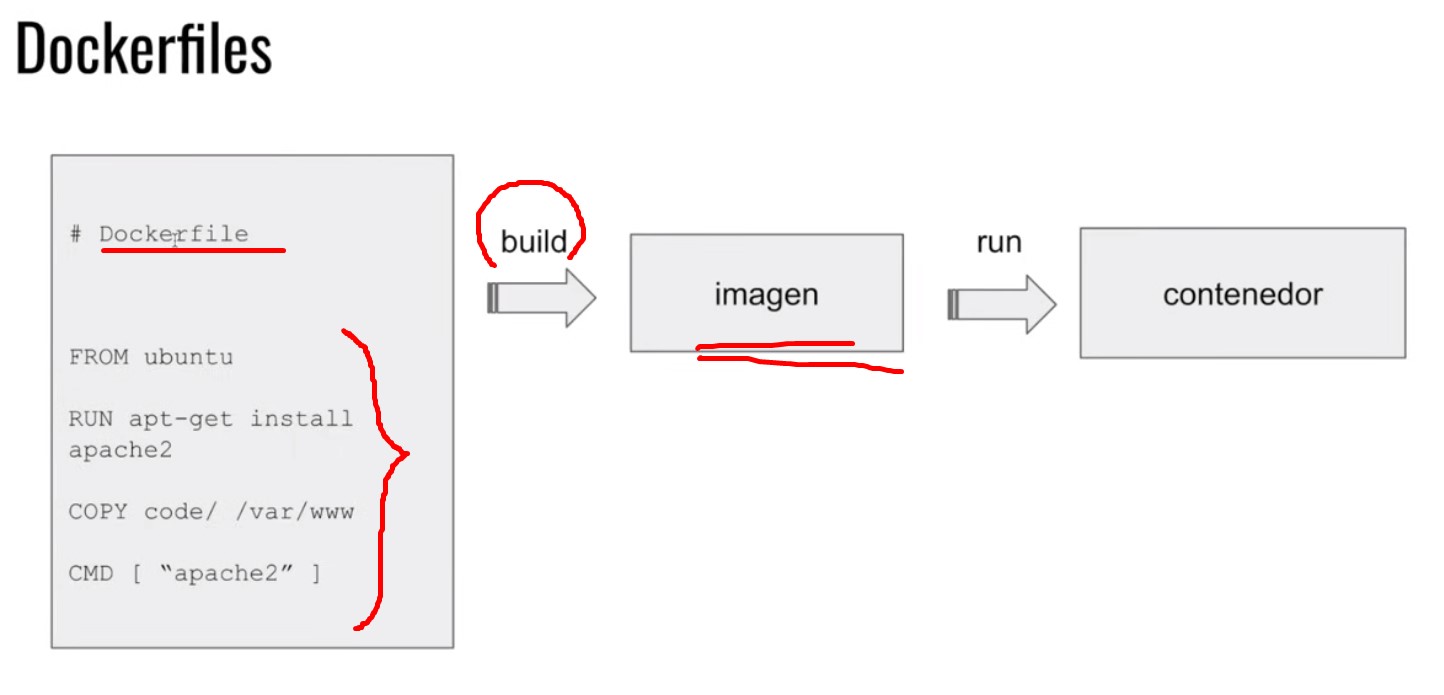 Dockerfiles
# Dockerfile
FROM ubuntu
RUN apt-get install
apache2
COPY code/ /var/www
CMD [ “apache2” ]
build
imagen
run
contenedor